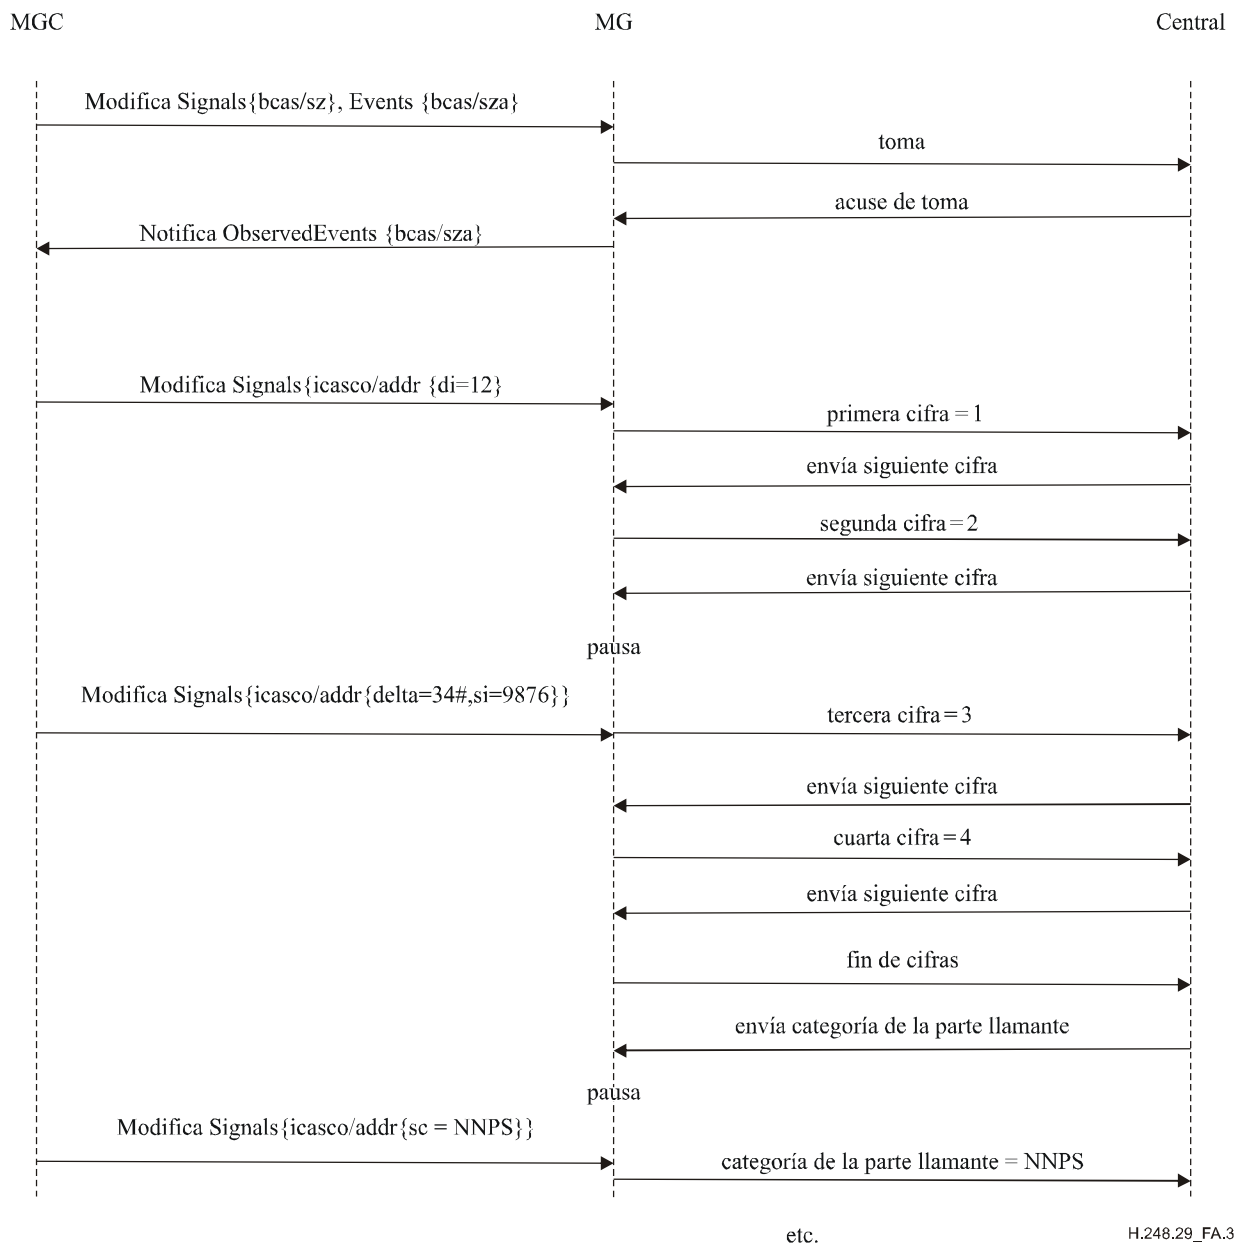 MGC
MG
Central
Modifica Signals{bcas/sz}, Events {bcas/sza}
toma
acuse de toma
Notifica ObservedEvents {bcas/sza}
Modifica Signals{icasco/addr {di=12}
primera cifra = 1
envía siguiente cifra
segunda cifra = 2
envía siguiente cifra
pausa
Modifica Signals{icasco/addr{delta=34#,si=9876}}
tercera cifra = 3
envía siguiente cifra
cuarta cifra = 4
envía siguiente cifra
fin de cifras
envía categoría de la parte llamante
pausa
Modifica Signals{icasco/addr{sc = NNPS}}
categoría de la parte llamante = NNPS
etc.
H.248.29_FA.3